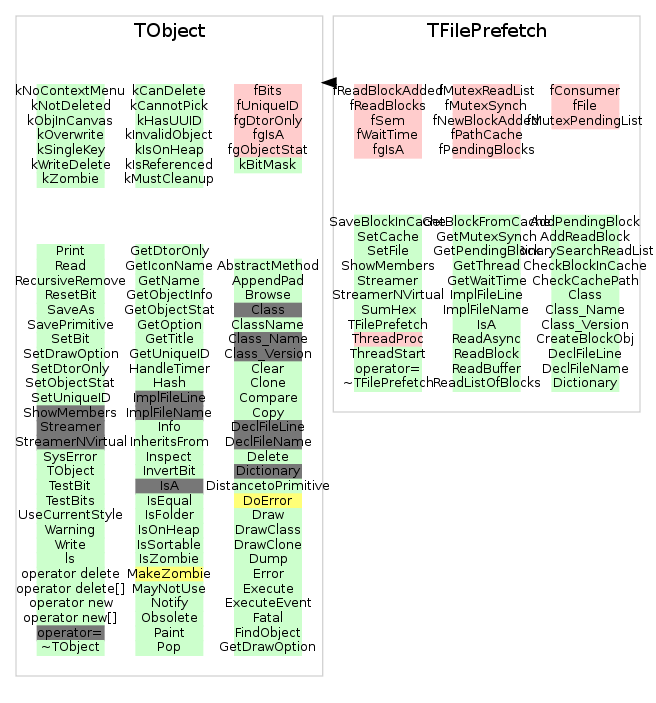 TObject
kNoContextMenu
kNotDeleted
kObjInCanvas
kOverwrite
kSingleKey
kWriteDelete
kZombie
kCanDelete
kCannotPick
kHasUUID
kInvalidObject
kIsOnHeap
kIsReferenced
kMustCleanup
fBits
fUniqueID
fgDtorOnly
fgIsA
fgObjectStat
kBitMask
Print
Read
RecursiveRemove
ResetBit
SaveAs
SavePrimitive
SetBit
SetDrawOption
SetDtorOnly
SetObjectStat
SetUniqueID
ShowMembers
Streamer
StreamerNVirtual
SysError
TObject
TestBit
TestBits
UseCurrentStyle
Warning
Write
ls
operator delete
operator delete[]
operator new
operator new[]
operator=
~TObject
GetDtorOnly
GetIconName
GetName
GetObjectInfo
GetObjectStat
GetOption
GetTitle
GetUniqueID
HandleTimer
Hash
ImplFileLine
ImplFileName
Info
InheritsFrom
Inspect
InvertBit
IsA
IsEqual
IsFolder
IsOnHeap
IsSortable
IsZombie
MakeZombie
MayNotUse
Notify
Obsolete
Paint
Pop
AbstractMethod
AppendPad
Browse
Class
ClassName
Class_Name
Class_Version
Clear
Clone
Compare
Copy
DeclFileLine
DeclFileName
Delete
Dictionary
DistancetoPrimitive
DoError
Draw
DrawClass
DrawClone
Dump
Error
Execute
ExecuteEvent
Fatal
FindObject
GetDrawOption
TFilePrefetch
fReadBlockAdded
fReadBlocks
fSem
fWaitTime
fgIsA
fMutexReadList
fMutexSynch
fNewBlockAdded
fPathCache
fPendingBlocks
fConsumer
fFile
fMutexPendingList
SaveBlockInCache
SetCache
SetFile
ShowMembers
Streamer
StreamerNVirtual
SumHex
TFilePrefetch
ThreadProc
ThreadStart
operator=
~TFilePrefetch
GetBlockFromCache
GetMutexSynch
GetPendingBlock
GetThread
GetWaitTime
ImplFileLine
ImplFileName
IsA
ReadAsync
ReadBlock
ReadBuffer
ReadListOfBlocks
AddPendingBlock
AddReadBlock
BinarySearchReadList
CheckBlockInCache
CheckCachePath
Class
Class_Name
Class_Version
CreateBlockObj
DeclFileLine
DeclFileName
Dictionary